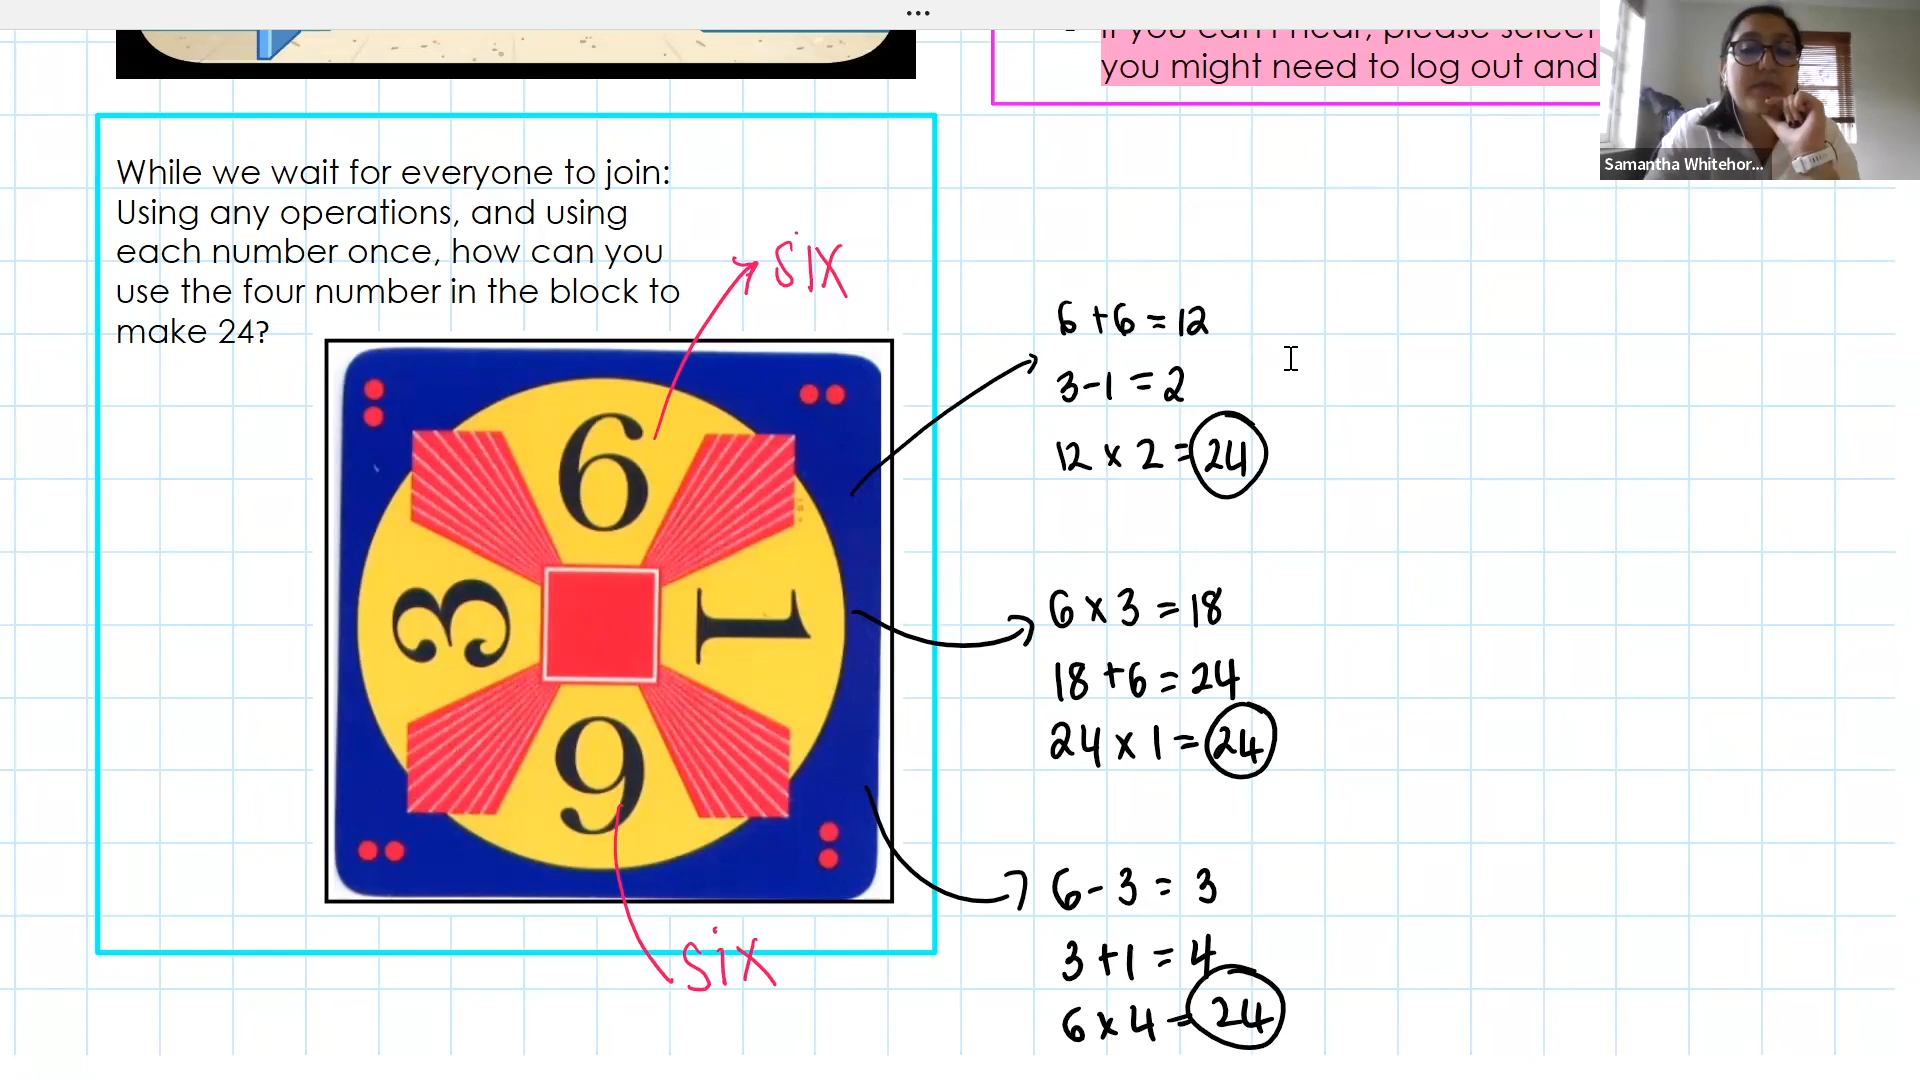 you might need to log out and
Samantha Whitehor...
While we wait for everyone to join:
Using any operations, and using
each number once, how can you
use the four number in the block to
make 24?
six
6
3
1
6
six
6 + 6 = 12
3 - 1 = 2
12 x 2 = 24
6 x 3 = 18
18 + 6 = 24
24 x 1 = 24
6 - 3 = 3
3 + 1 = 4
6 x 4 = 24